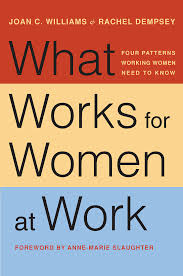 JOAN C. WILLIAMS & RACHEL DEMPSEY
What
FOUR PATTERNS
WORKING WOMEN
NEED TO KNOW
Works for
Women
at Work
FOREWORD BY ANNE-MARIE SLAUGHTER